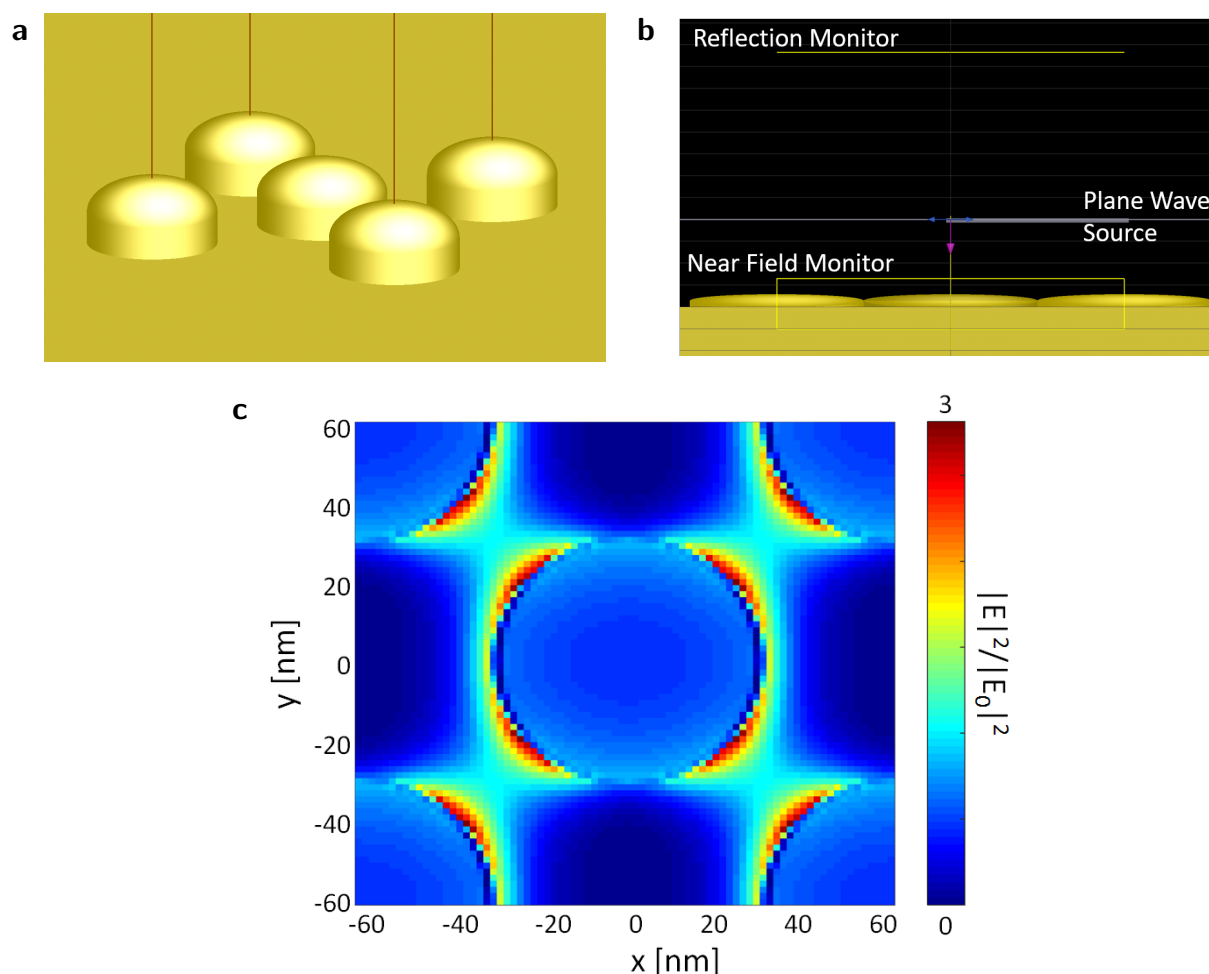 a
b
Reflection Monitor
Plane Wave
Source
Near Field Monitor
c
3
60
40
20
0
-20
-40
-60
y [nm]
-60
-40
-20
0
20
40
60
x [nm]
|E|²/|E₀|²
0